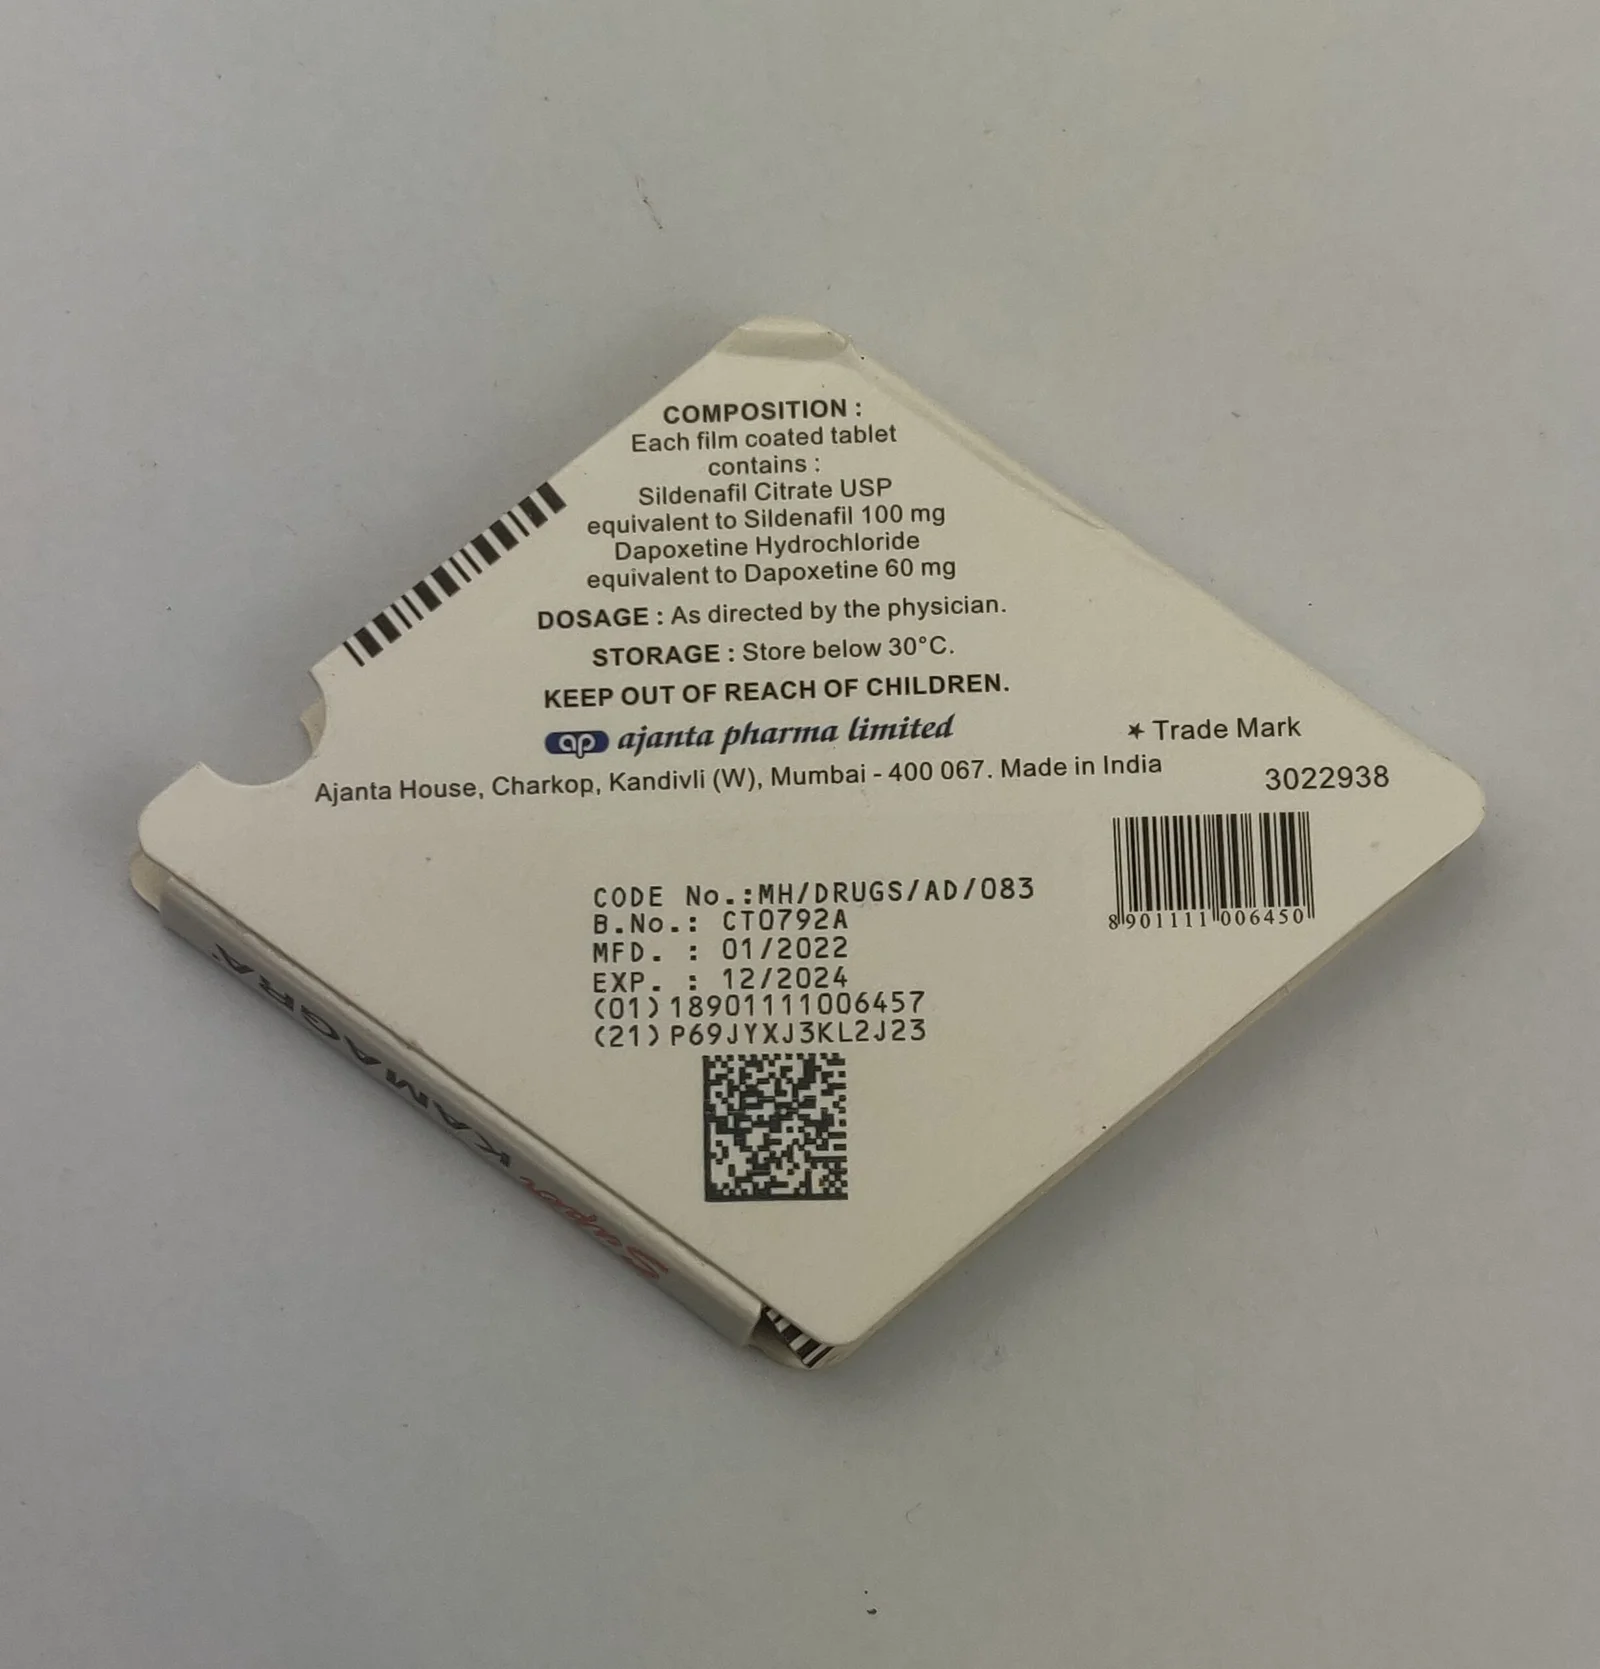 COMPOSITION :
Each film coated tablet
contains :
Sildenafil Citrate USP
equivalent to Sildenafil 100 mg
Dapoxetine Hydrochloride
equivalent to Dapoxetine 60 mg
DOSAGE : As directed by the physician.
STORAGE : Store below 30°C.
KEEP OUT OF REACH OF CHILDREN.
ap ajanta pharma limited
Ajanta House, Charkop, Kandivli (W), Mumbai - 400 067. Made in India
★ Trade Mark
3022938
8 901111 006450
CODE No.:MH/DRUGS/AD/083
B.No.: CT0792A
MFD. : 01/2022
EXP. : 12/2024
(01)18901111006457
(21)P69JYXJ3KL2J23
Super KAMAGRA